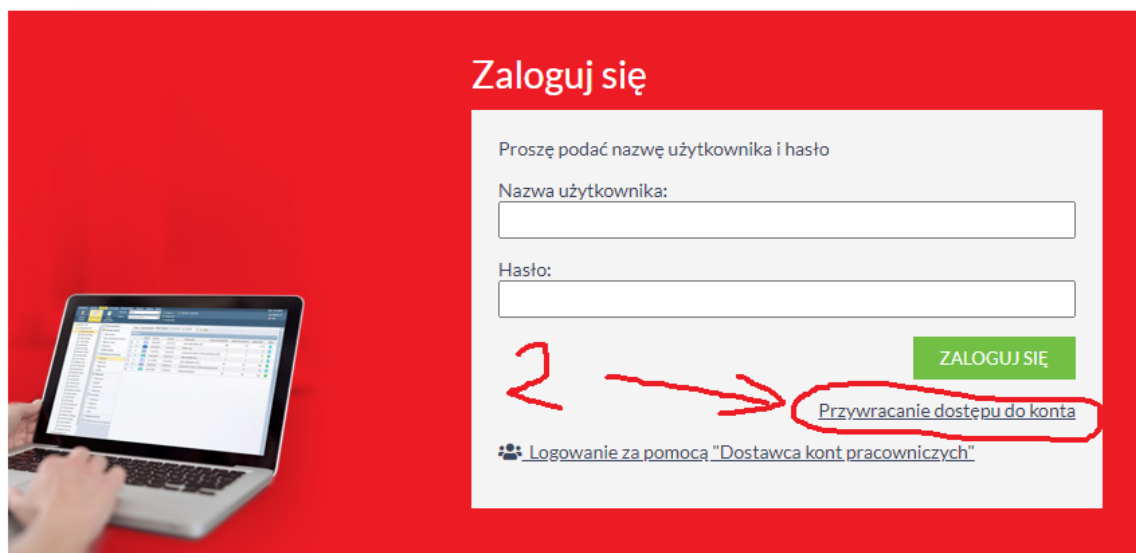 Zaloguj się
Proszę podać nazwę użytkownika i hasło
Nazwa użytkownika:
Hasło:
ZALOGUJ SIĘ
2
Przywracanie dostępu do konta
Logowanie za pomocą "Dostawca kont pracowniczych"